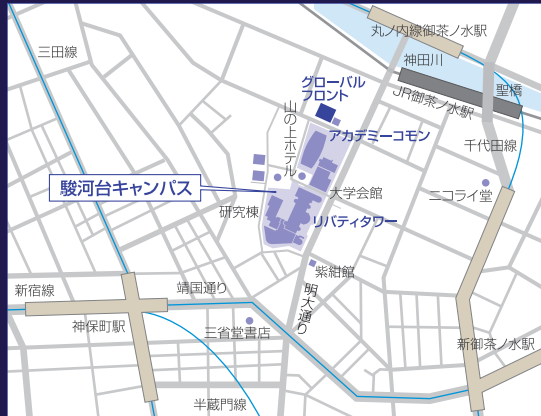 丸ノ内線御茶ノ水駅
三田線
神田川
グローバル
フロント
JR御茶ノ水駅
聖橋
山の上ホテル
アカデミーコモン
千代田線
駿河台キャンパス
大学会館
ニコライ堂
研究棟
リバティタワー
紫紺館
新宿線
靖国通り
明大通り
神保町駅
三省堂書店
新御茶ノ水駅
半蔵門線